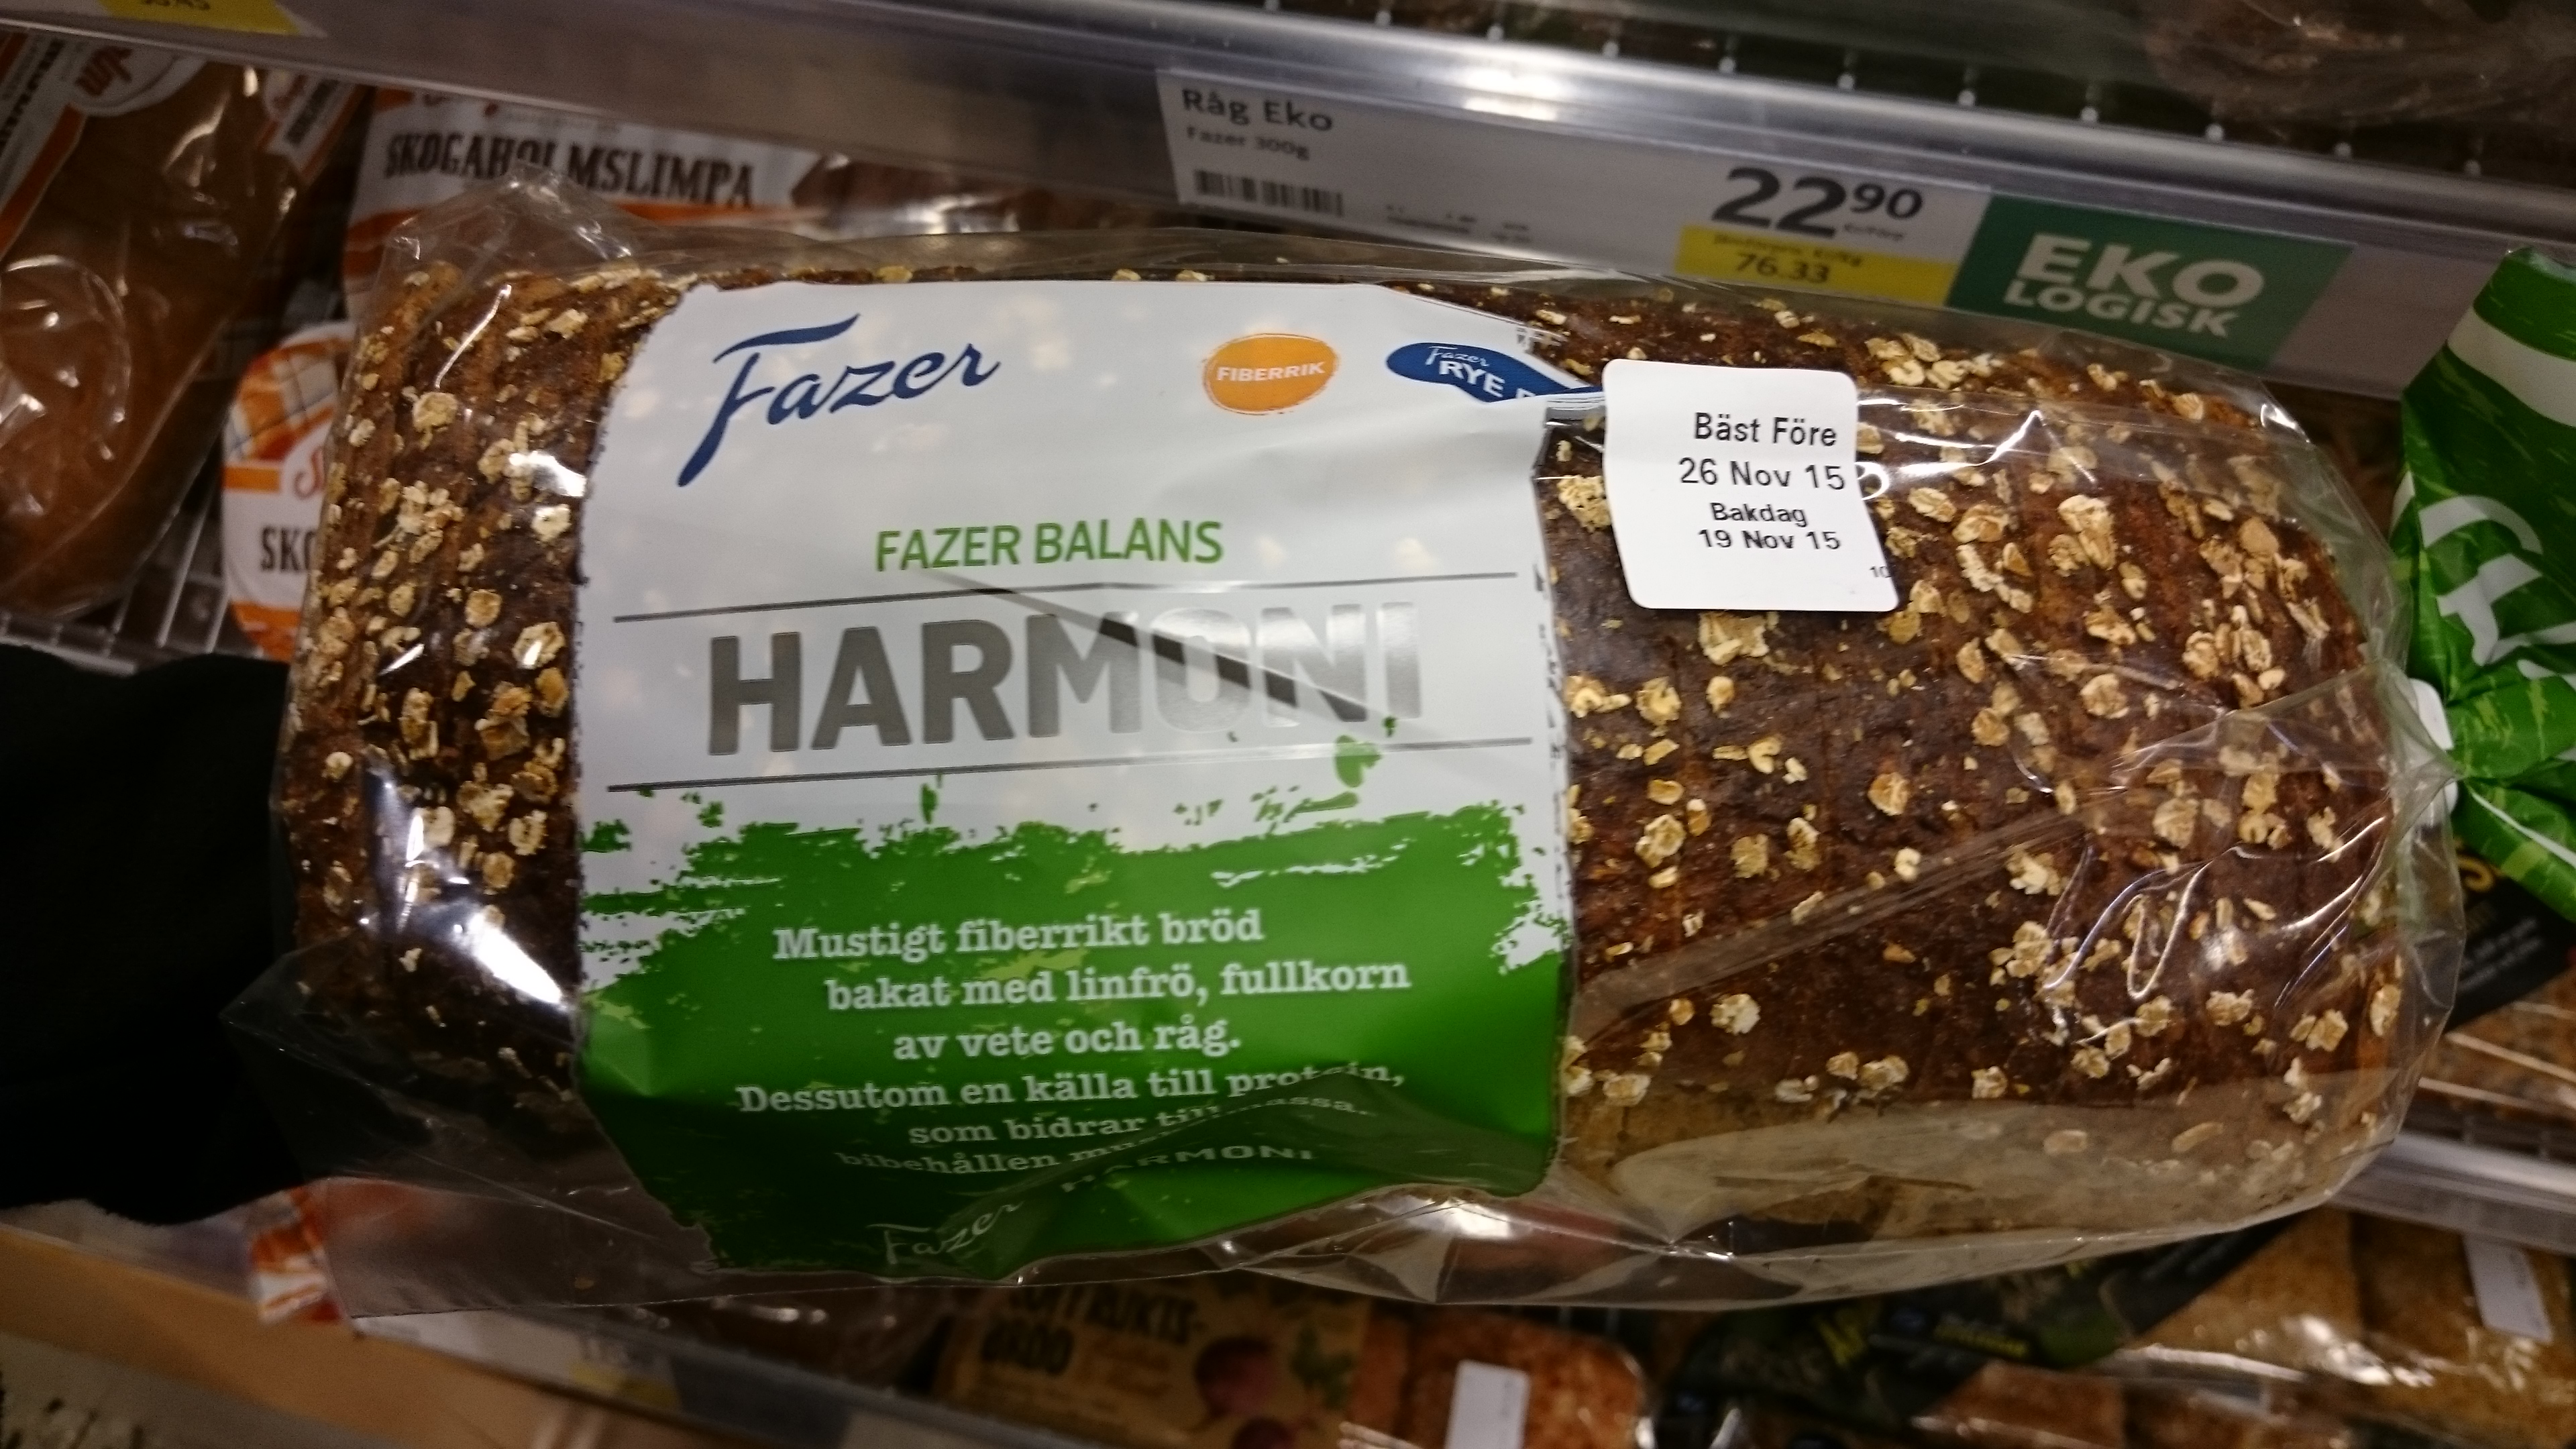 SKOGAHOLMSLIMPA
Råg Eko
Fazer 300g
22 90
76.33
EKO
LOGISK
Fazer
FIBERRIK
Fazer
RYE
FAZER BALANS
HARMONI
Mustigt fiberrikt bröd
bakat med linfrö, fullkorn
av vete och råg.
Dessutom en källa till protein,
som bidrar till
bibehållen
HARMONI
Fazer
Bäst Före
26 Nov 15
Bakdag
19 Nov 15